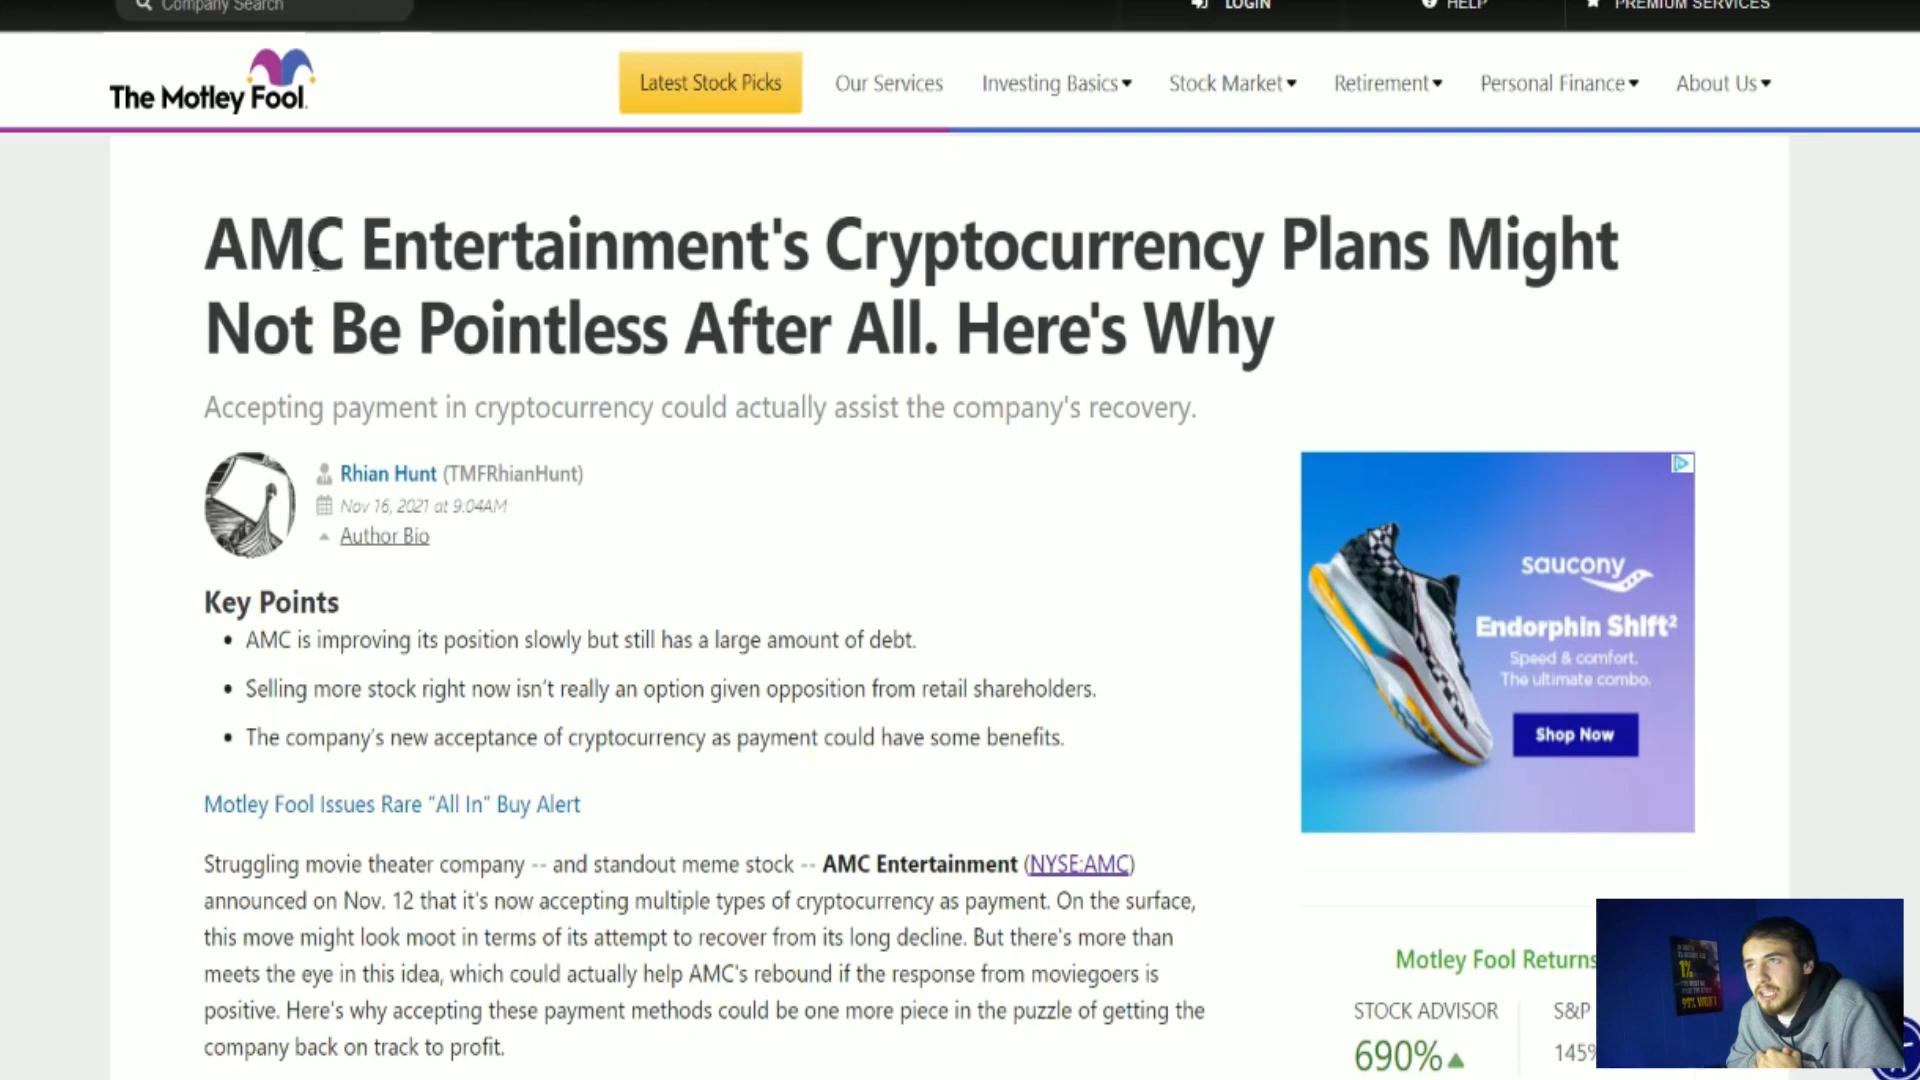 Company Search
LOGIN
HELP
PREMIUM SERVICES
The Motley Fool.
Latest Stock Picks
Our Services
Investing Basics
Stock Market
Retirement
Personal Finance
About Us
AMC Entertainment's Cryptocurrency Plans Might
Not Be Pointless After All. Here's Why
Accepting payment in cryptocurrency could actually assist the company's recovery.
Rhian Hunt (TMFRhianHunt)
Nov 16, 2021 at 9:04AM
Author Bio
Key Points
• AMC is improving its position slowly but still has a large amount of debt.
• Selling more stock right now isn't really an option given opposition from retail shareholders.
• The company's new acceptance of cryptocurrency as payment could have some benefits.
Motley Fool Issues Rare "All In" Buy Alert
Struggling movie theater company -- and standout meme stock -- AMC Entertainment (NYSE:AMC)
announced on Nov. 12 that it's now accepting multiple types of cryptocurrency as payment. On the surface,
this move might look moot in terms of its attempt to recover from its long decline. But there's more than
meets the eye in this idea, which could actually help AMC's rebound if the response from moviegoers is
positive. Here's why accepting these payment methods could be one more piece in the puzzle of getting the
company back on track to profit.
saucony
Endorphin Shift²
Speed & comfort.
The ultimate combo.
Shop Now
Motley Fool Returns
STOCK ADVISOR
S&P
690%
145%
1%
99% WON'T